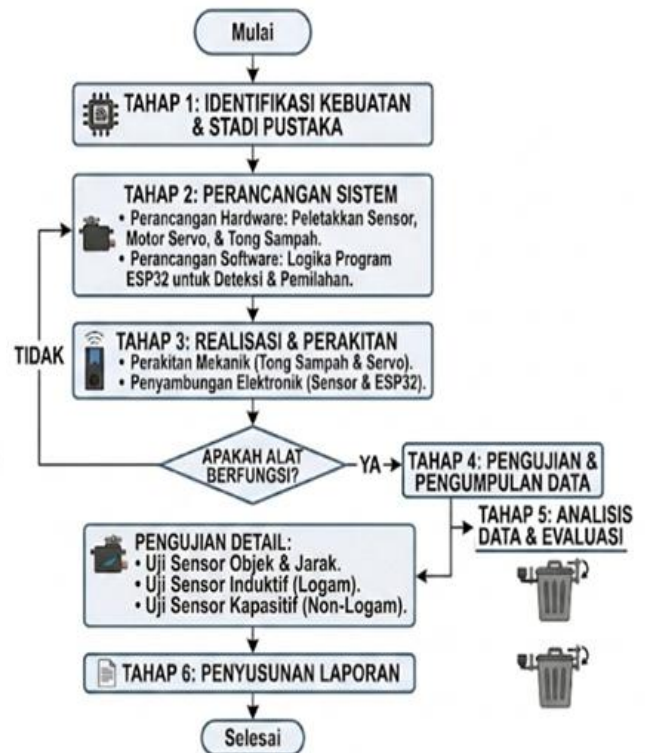 Mulai
TAHAP 1: IDENTIFIKASI KEBUATAN
& STADI PUSTAKA
TAHAP 2: PERANCANGAN SISTEM
• Perancangan Hardware: Peletakkan Sensor,
Motor Servo, & Tong Sampah.
• Perancangan Software: Logika Program
ESP32 untuk Deteksi & Pemilahan.
TAHAP 3: REALISASI & PERAKITAN
• Perakitan Mekanik (Tong Sampah & Servo).
• Penyambungan Elektronik (Sensor & ESP32).
TIDAK
APAKAH ALAT
BERFUNGSI?
YA
TAHAP 4: PENGUJIAN &
PENGUMPULAN DATA
TAHAP 5: ANALISIS
DATA & EVALUASI
PENGUJIAN DETAIL:
• Uji Sensor Objek & Jarak.
• Uji Sensor Induktif (Logam).
• Uji Sensor Kapasitif (Non-Logam).
TAHAP 6: PENYUSUNAN LAPORAN
Selesai